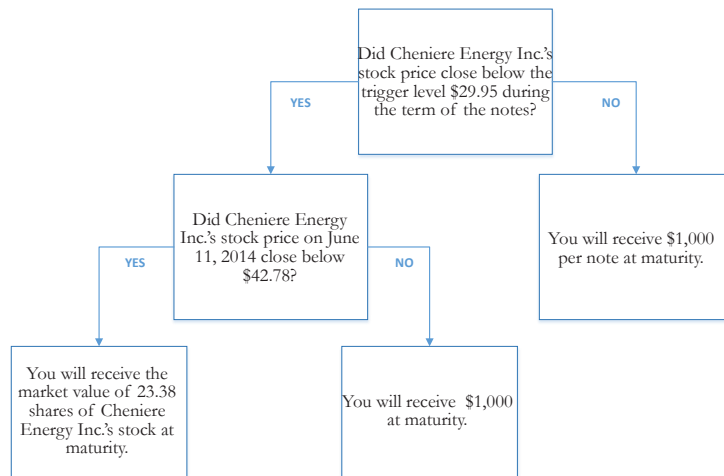 Did Cheniere Energy Inc.'s
stock price close below the
trigger level $29.95 during
the term of the notes?
YES
NO
Did Cheniere Energy
Inc.'s stock price on June
11, 2014 close below
$42.78?
You will receive $1,000
per note at maturity.
YES
NO
You will receive the
market value of 23.38
shares of Cheniere
Energy Inc.'s stock at
maturity.
You will receive $1,000
at maturity.